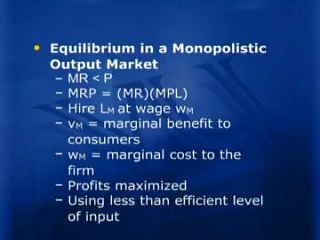 • Equilibrium in a Monopolistic
Output Market
– MR < P
– MRP = (MR)(MPL)
– Hire LM at wage wM
– vM = marginal benefit to
consumers
– wM = marginal cost to the
firm
– Profits maximized
– Using less than efficient level
of input